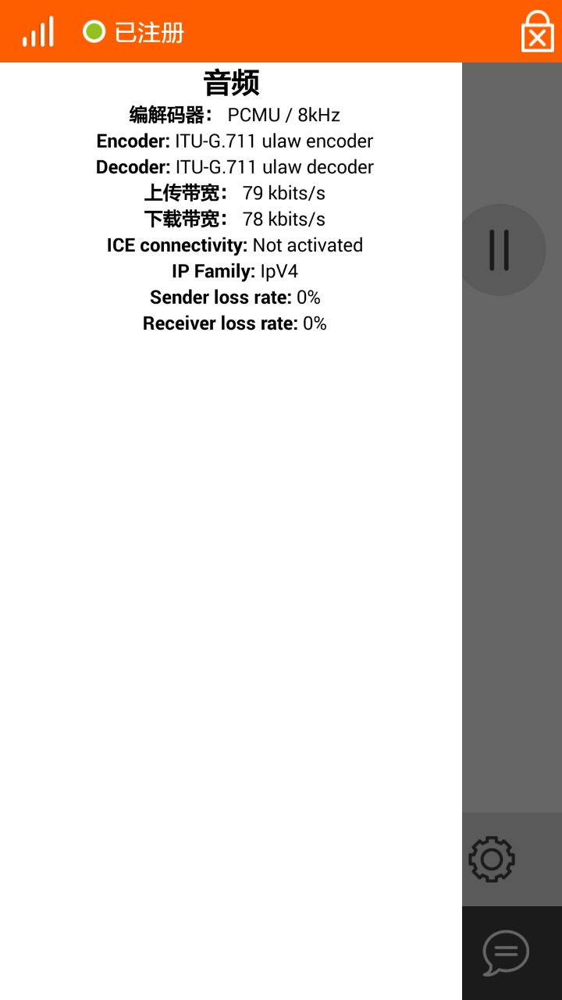 已注册
音频
编解码器： PCMU / 8kHz
Encoder: ITU-G.711 ulaw encoder
Decoder: ITU-G.711 ulaw decoder
上传带宽： 79 kbits/s
下载带宽： 78 kbits/s
ICE connectivity: Not activated
IP Family: IpV4
Sender loss rate: 0%
Receiver loss rate: 0%